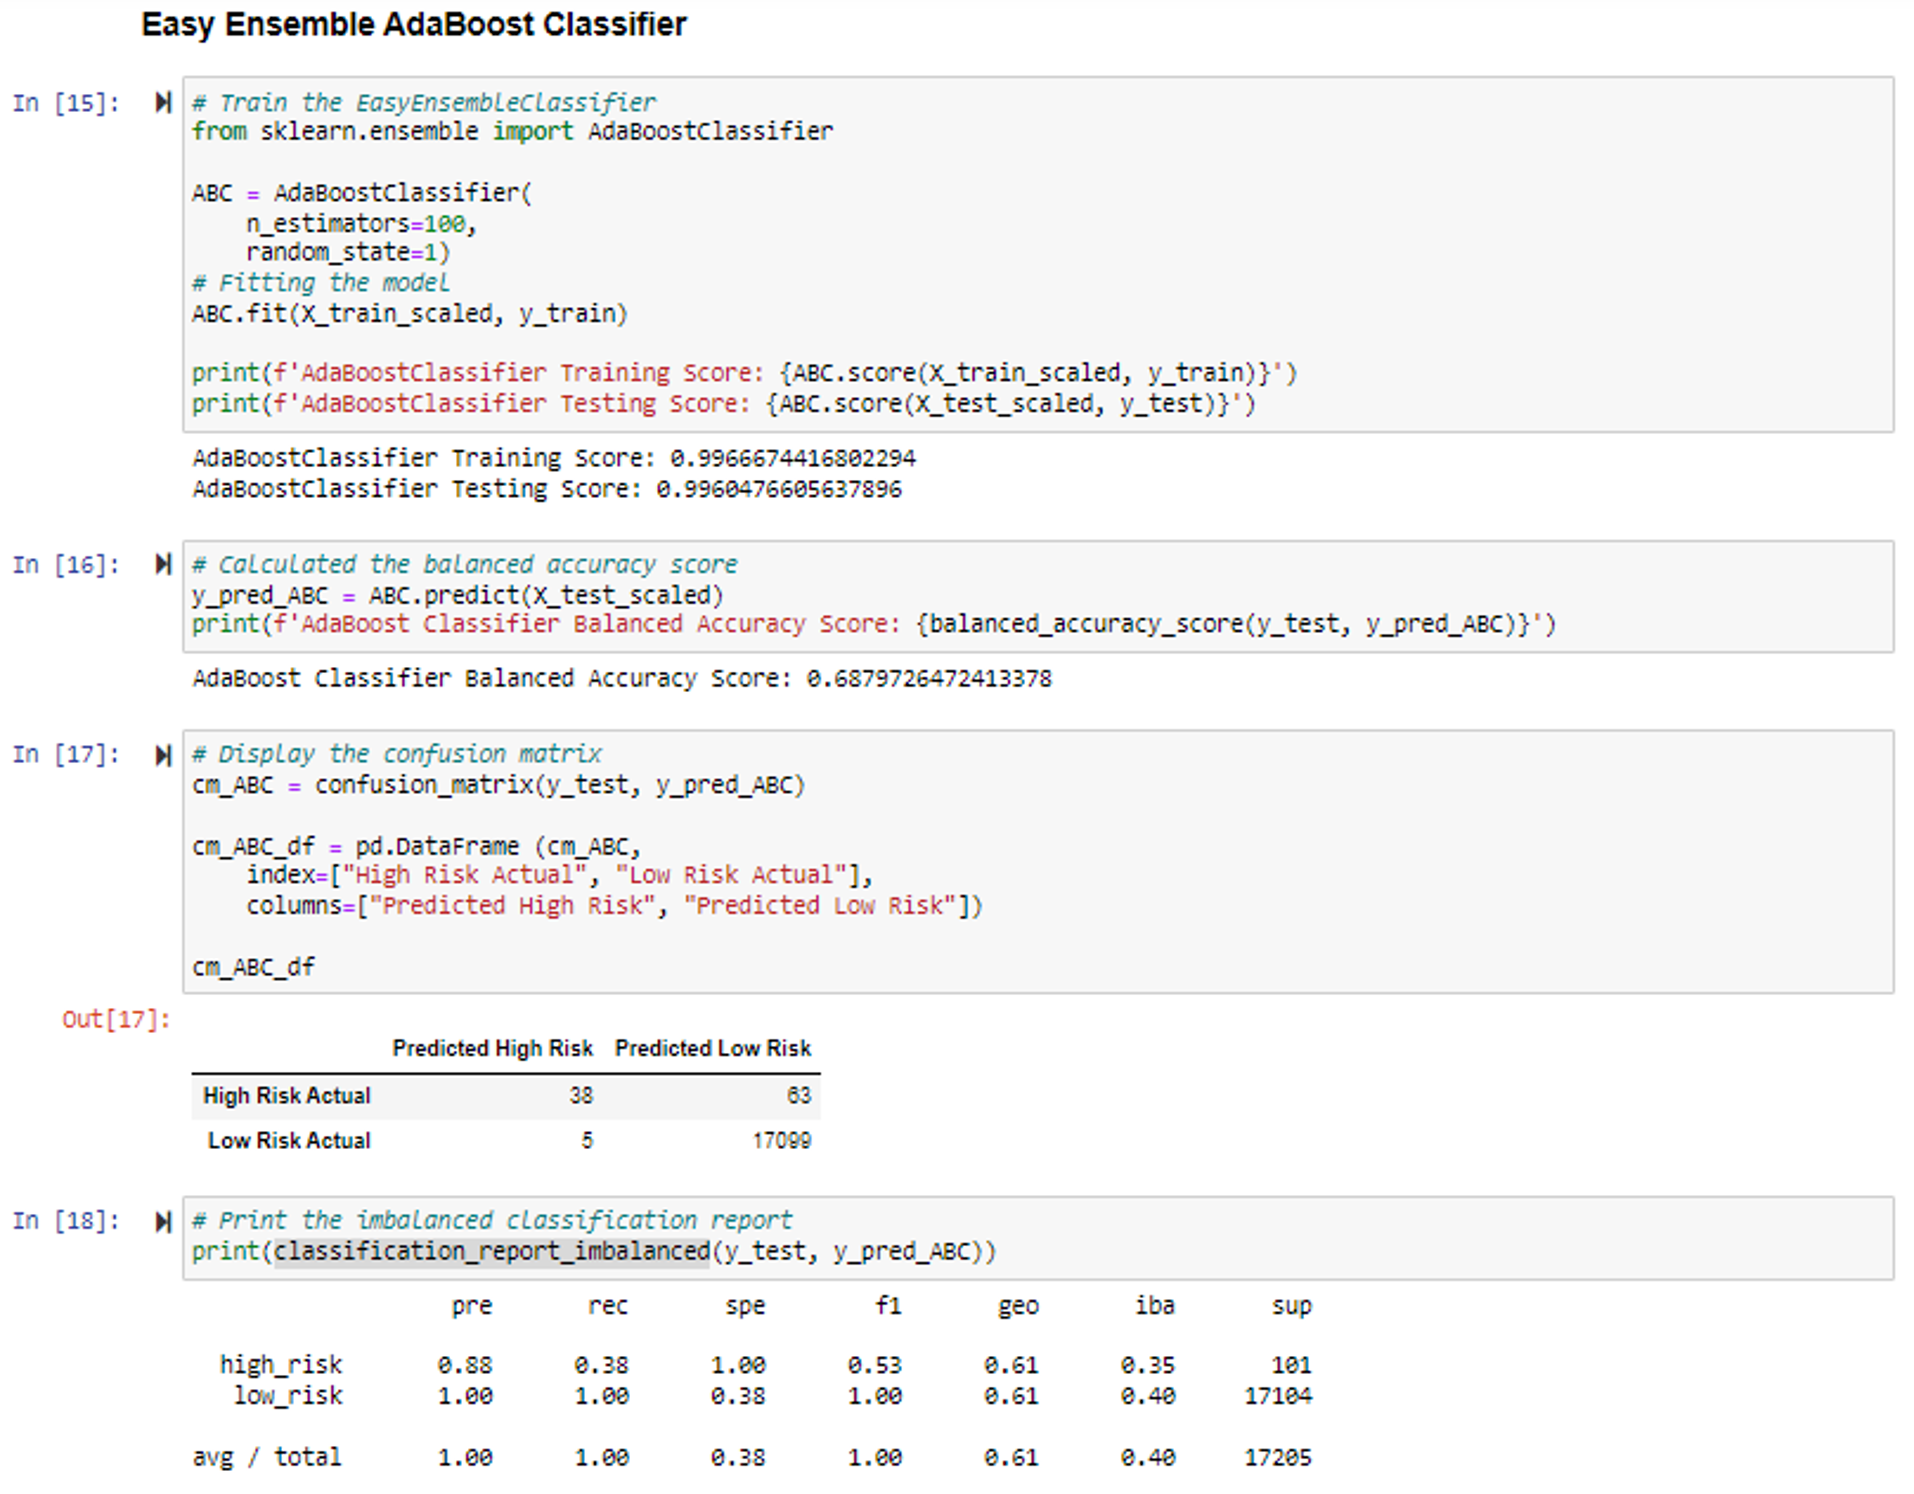 Easy Ensemble AdaBoost Classifier
In [15]:
# Train the EasyEnsembleClassifier
from sklearn.ensemble import AdaBoostClassifier
ABC = AdaBoostClassifier(
n_estimators=100,
random_state=1)
# Fitting the model
ABC.fit(X_train_scaled, y_train)
print(f'AdaBoostClassifier Training Score: {ABC.score(X_train_scaled, y_train)}')
print(f'AdaBoostClassifier Testing Score: {ABC.score(X_test_scaled, y_test)}')
AdaBoostClassifier Training Score: 0.9966674416802294
AdaBoostClassifier Testing Score: 0.9960476605637896
In [16]:
# Calculated the balanced accuracy score
y_pred_ABC = ABC.predict(X_test_scaled)
print(f'AdaBoost Classifier Balanced Accuracy Score: {balanced_accuracy_score(y_test, y_pred_ABC)}')
AdaBoost Classifier Balanced Accuracy Score: 0.6879726472413378
In [17]:
# Display the confusion matrix
cm_ABC = confusion_matrix(y_test, y_pred_ABC)
cm_ABC_df = pd.DataFrame (cm_ABC,
index=["High Risk Actual", "Low Risk Actual"],
columns=["Predicted High Risk", "Predicted Low Risk"])
cm_ABC_df
Out[17]:
Predicted High Risk Predicted Low Risk
High Risk Actual 38 63
Low Risk Actual 5 17099
In [18]:
# Print the imbalanced classification report
print(classification_report_imbalanced(y_test, y_pred_ABC))
pre rec spe f1 geo iba sup
high_risk 0.88 0.38 1.00 0.53 0.61 0.35 101
low_risk 1.00 1.00 0.38 1.00 0.61 0.40 17104
avg / total 1.00 1.00 0.38 1.00 0.61 0.40 17205